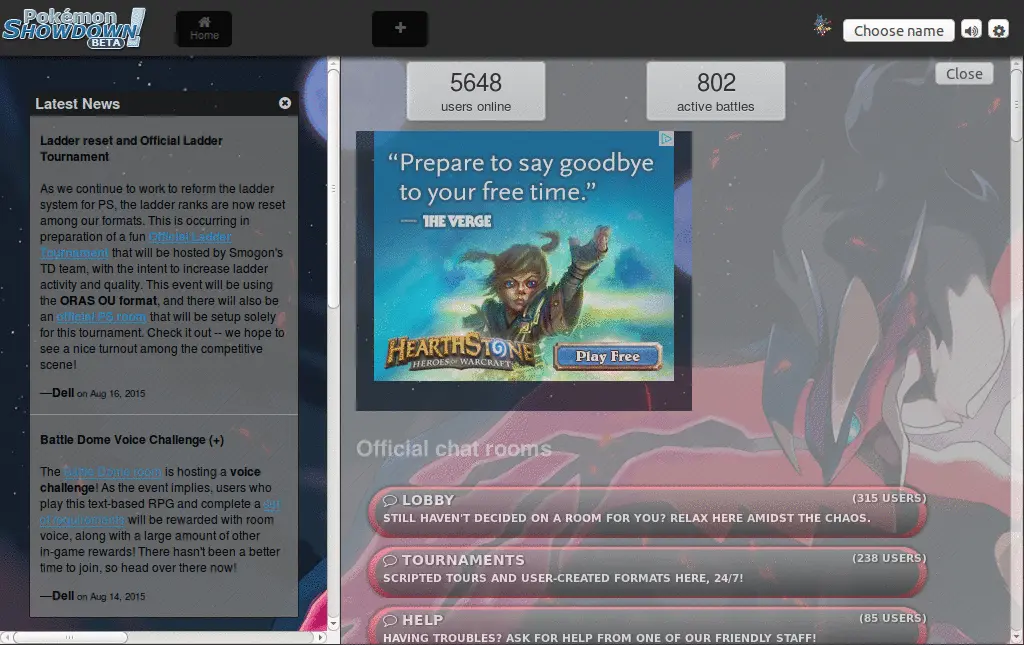 Pokémon
Showdown!
BETA
Home
+
Choose name
Latest News
Ladder reset and Official Ladder
Tournament
As we continue to work to reform the ladder
system for PS, the ladder ranks are now reset
among our formats. This is occurring in
preparation of a fun Official Ladder
Tournament that will be hosted by Smogon's
TD team, with the intent to increase ladder
activity and quality. This event will be using
the ORAS OU format, and there will also be
an official PS room that will be setup solely
for this tournament. Check it out -- we hope to
see a nice turnout among the competitive
scene!
—Dell on Aug 16, 2015
Battle Dome Voice Challenge (+)
The Battle Dome room is hosting a voice
challenge! As the event implies, users who
play this text-based RPG and complete a set
of requirements will be rewarded with room
voice, along with a large amount of other
in-game rewards! There hasn't been a better
time to join, so head over there now!
—Dell on Aug 14, 2015
5648
users online
802
active battles
Close
“Prepare to say goodbye
to your free time.”
— THE VERGE
HEARTHSTONE
HEROES OF WARCRAFT
Play Free
Official chat rooms
LOBBY (315 USERS)
STILL HAVEN'T DECIDED ON A ROOM FOR YOU? RELAX HERE AMIDST THE CHAOS.
TOURNAMENTS (238 USERS)
SCRIPTED TOURS AND USER-CREATED FORMATS HERE, 24/7!
HELP (85 USERS)
HAVING TROUBLES? ASK FOR HELP FROM ONE OF OUR FRIENDLY STAFF!